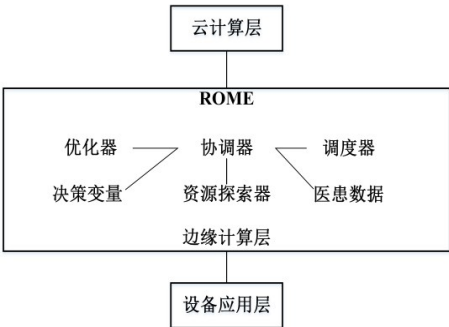 云计算层
ROME
优化器 协调器 调度器
决策变量 资源探索器 医患数据
边缘计算层
设备应用层